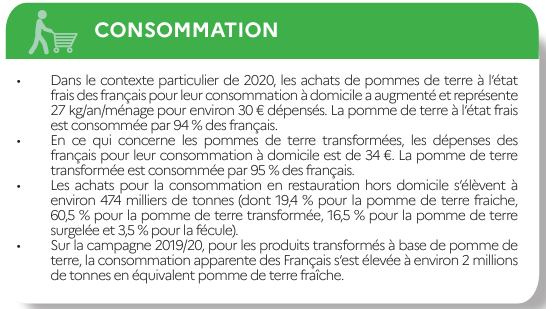 CONSOMMATION
• Dans le contexte particulier de 2020, les achats de pommes de terre à l'état
frais des français pour leur consommation à domicile a augmenté et représente
27 kg/an/ménage pour environ 30 € dépensés. La pomme de terre à l'état frais
est consommée par 94 % des français.
• En ce qui concerne les pommes de terre transformées, les dépenses des
français pour leur consommation à domicile est de 34 €. La pomme de terre
transformée est consommée par 95 % des français.
• Les achats pour la consommation en restauration hors domicile s'élèvent à
environ 474 milliers de tonnes (dont 19,4 % pour la pomme de terre fraiche,
60,5 % pour la pomme de terre transformée, 16,5 % pour la pomme de terre
surgelée et 3,5 % pour la fécule).
• Sur la campagne 2019/20, pour les produits transformés à base de pomme de
terre, la consommation apparente des Français s'est élevée à environ 2 millions
de tonnes en équivalent pomme de terre fraîche.